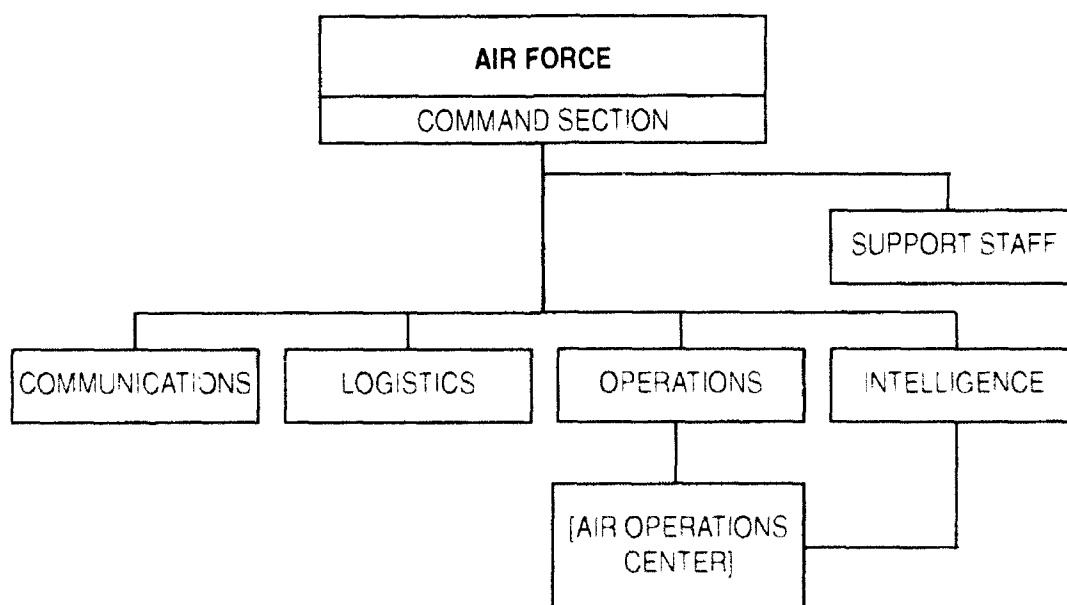 AIR FORCE
COMMAND SECTION
SUPPORT STAFF
COMMUNICATIONS
LOGISTICS
OPERATIONS
INTELLIGENCE
[AIR OPERATIONS
CENTER]